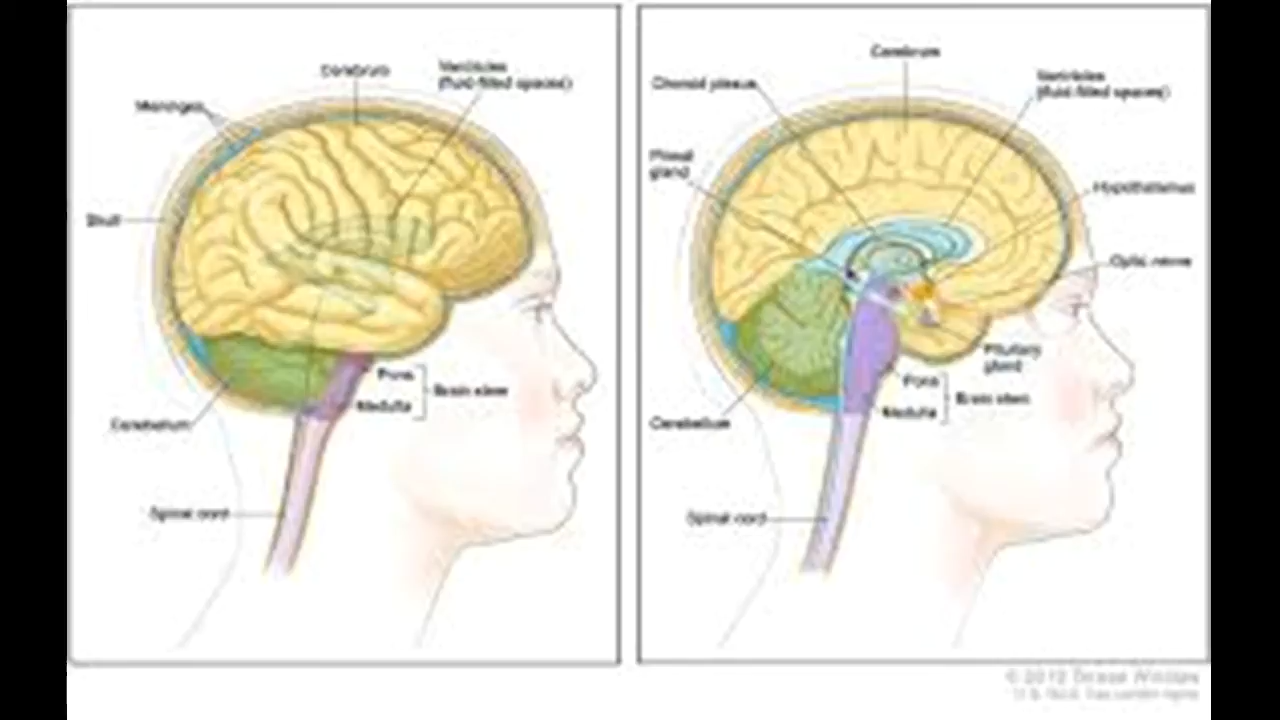 Cerebrum
Ventricles
(fluid-filled spaces)
Meninges
Skull
Pons
Medulla
Brain stem
Cerebellum
Spinal cord
Cerebrum
Choroid plexus
Ventricles
(fluid-filled spaces)
Pineal
gland
Hypothalamus
Optic nerve
Pituitary
gland
Pons
Medulla
Brain stem
Cerebellum
Spinal cord
© 2010 Terese Winslow